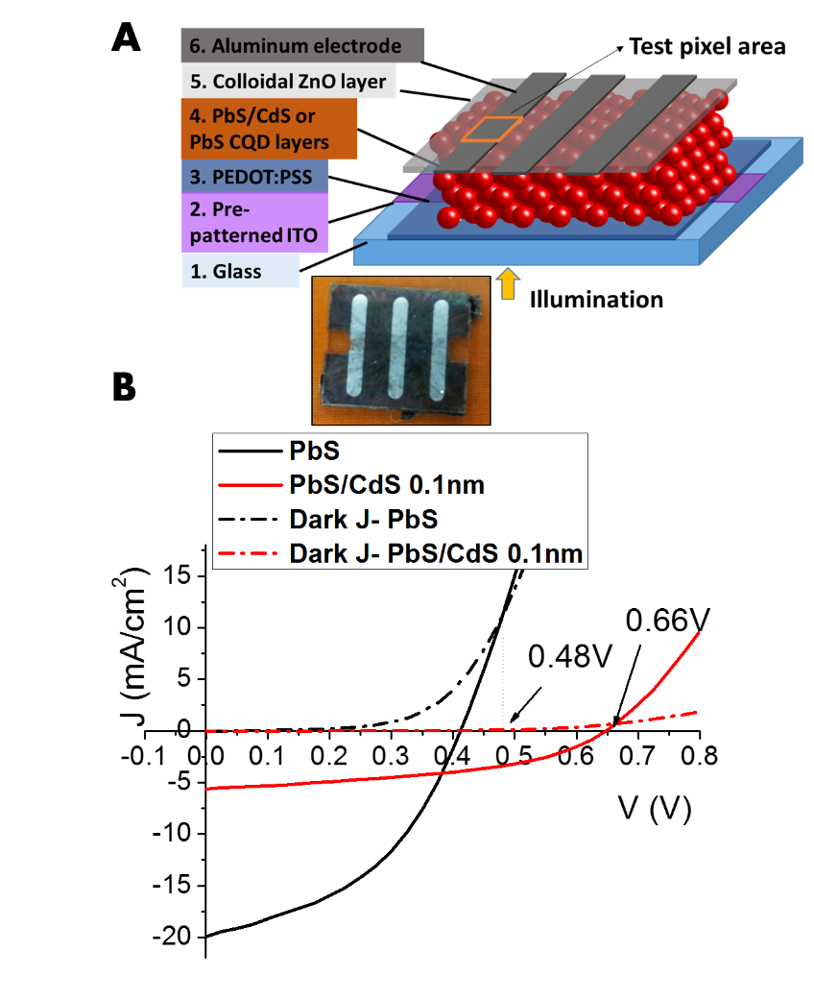 A
6. Aluminum electrode
5. Colloidal ZnO layer
4. PbS/CdS or
PbS CQD layers
3. PEDOT:PSS
2. Pre-
patterned ITO
1. Glass
Test pixel area
Illumination
B
PbS
PbS/CdS 0.1nm
Dark J- PbS
Dark J- PbS/CdS 0.1nm
J (mA/cm²)
15
10
5
0
-5
-10
-15
-20
0.48V
0.66V
-0.1 0.0 0.1 0.2 0.3 0.4 0.5 0.6 0.7 0.8
V (V)